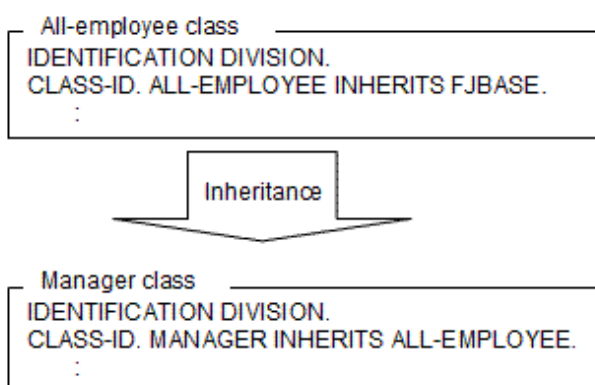 All-employee class
IDENTIFICATION DIVISION.
CLASS-ID. ALL-EMPLOYEE INHERITS FJBASE.
:
Inheritance
Manager class
IDENTIFICATION DIVISION.
CLASS-ID. MANAGER INHERITS ALL-EMPLOYEE.
: